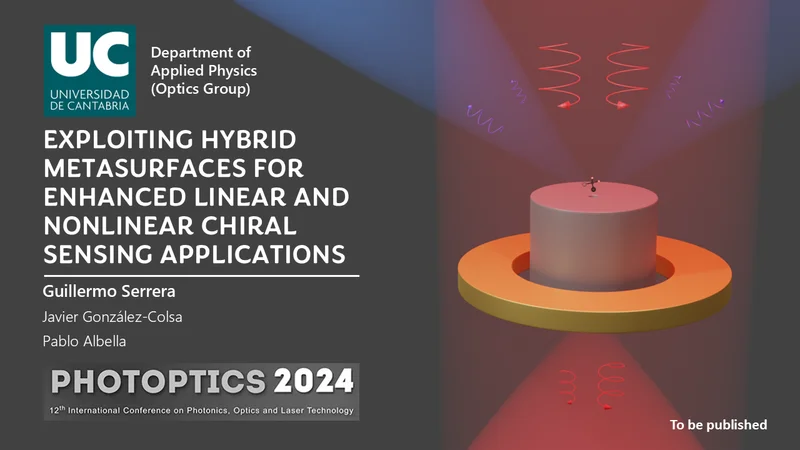 UC
UNIVERSIDAD
DE CANTABRIA
Department of
Applied Physics
(Optics Group)
EXPLOITING HYBRID
METASURFACES FOR
ENHANCED LINEAR AND
NONLINEAR CHIRAL
SENSING APPLICATIONS
Guillermo Serrera
Javier González-Colsa
Pablo Albella
PHOTOPTICS 2024
12th International Conference on Photonics, Optics and Laser Technology
To be published